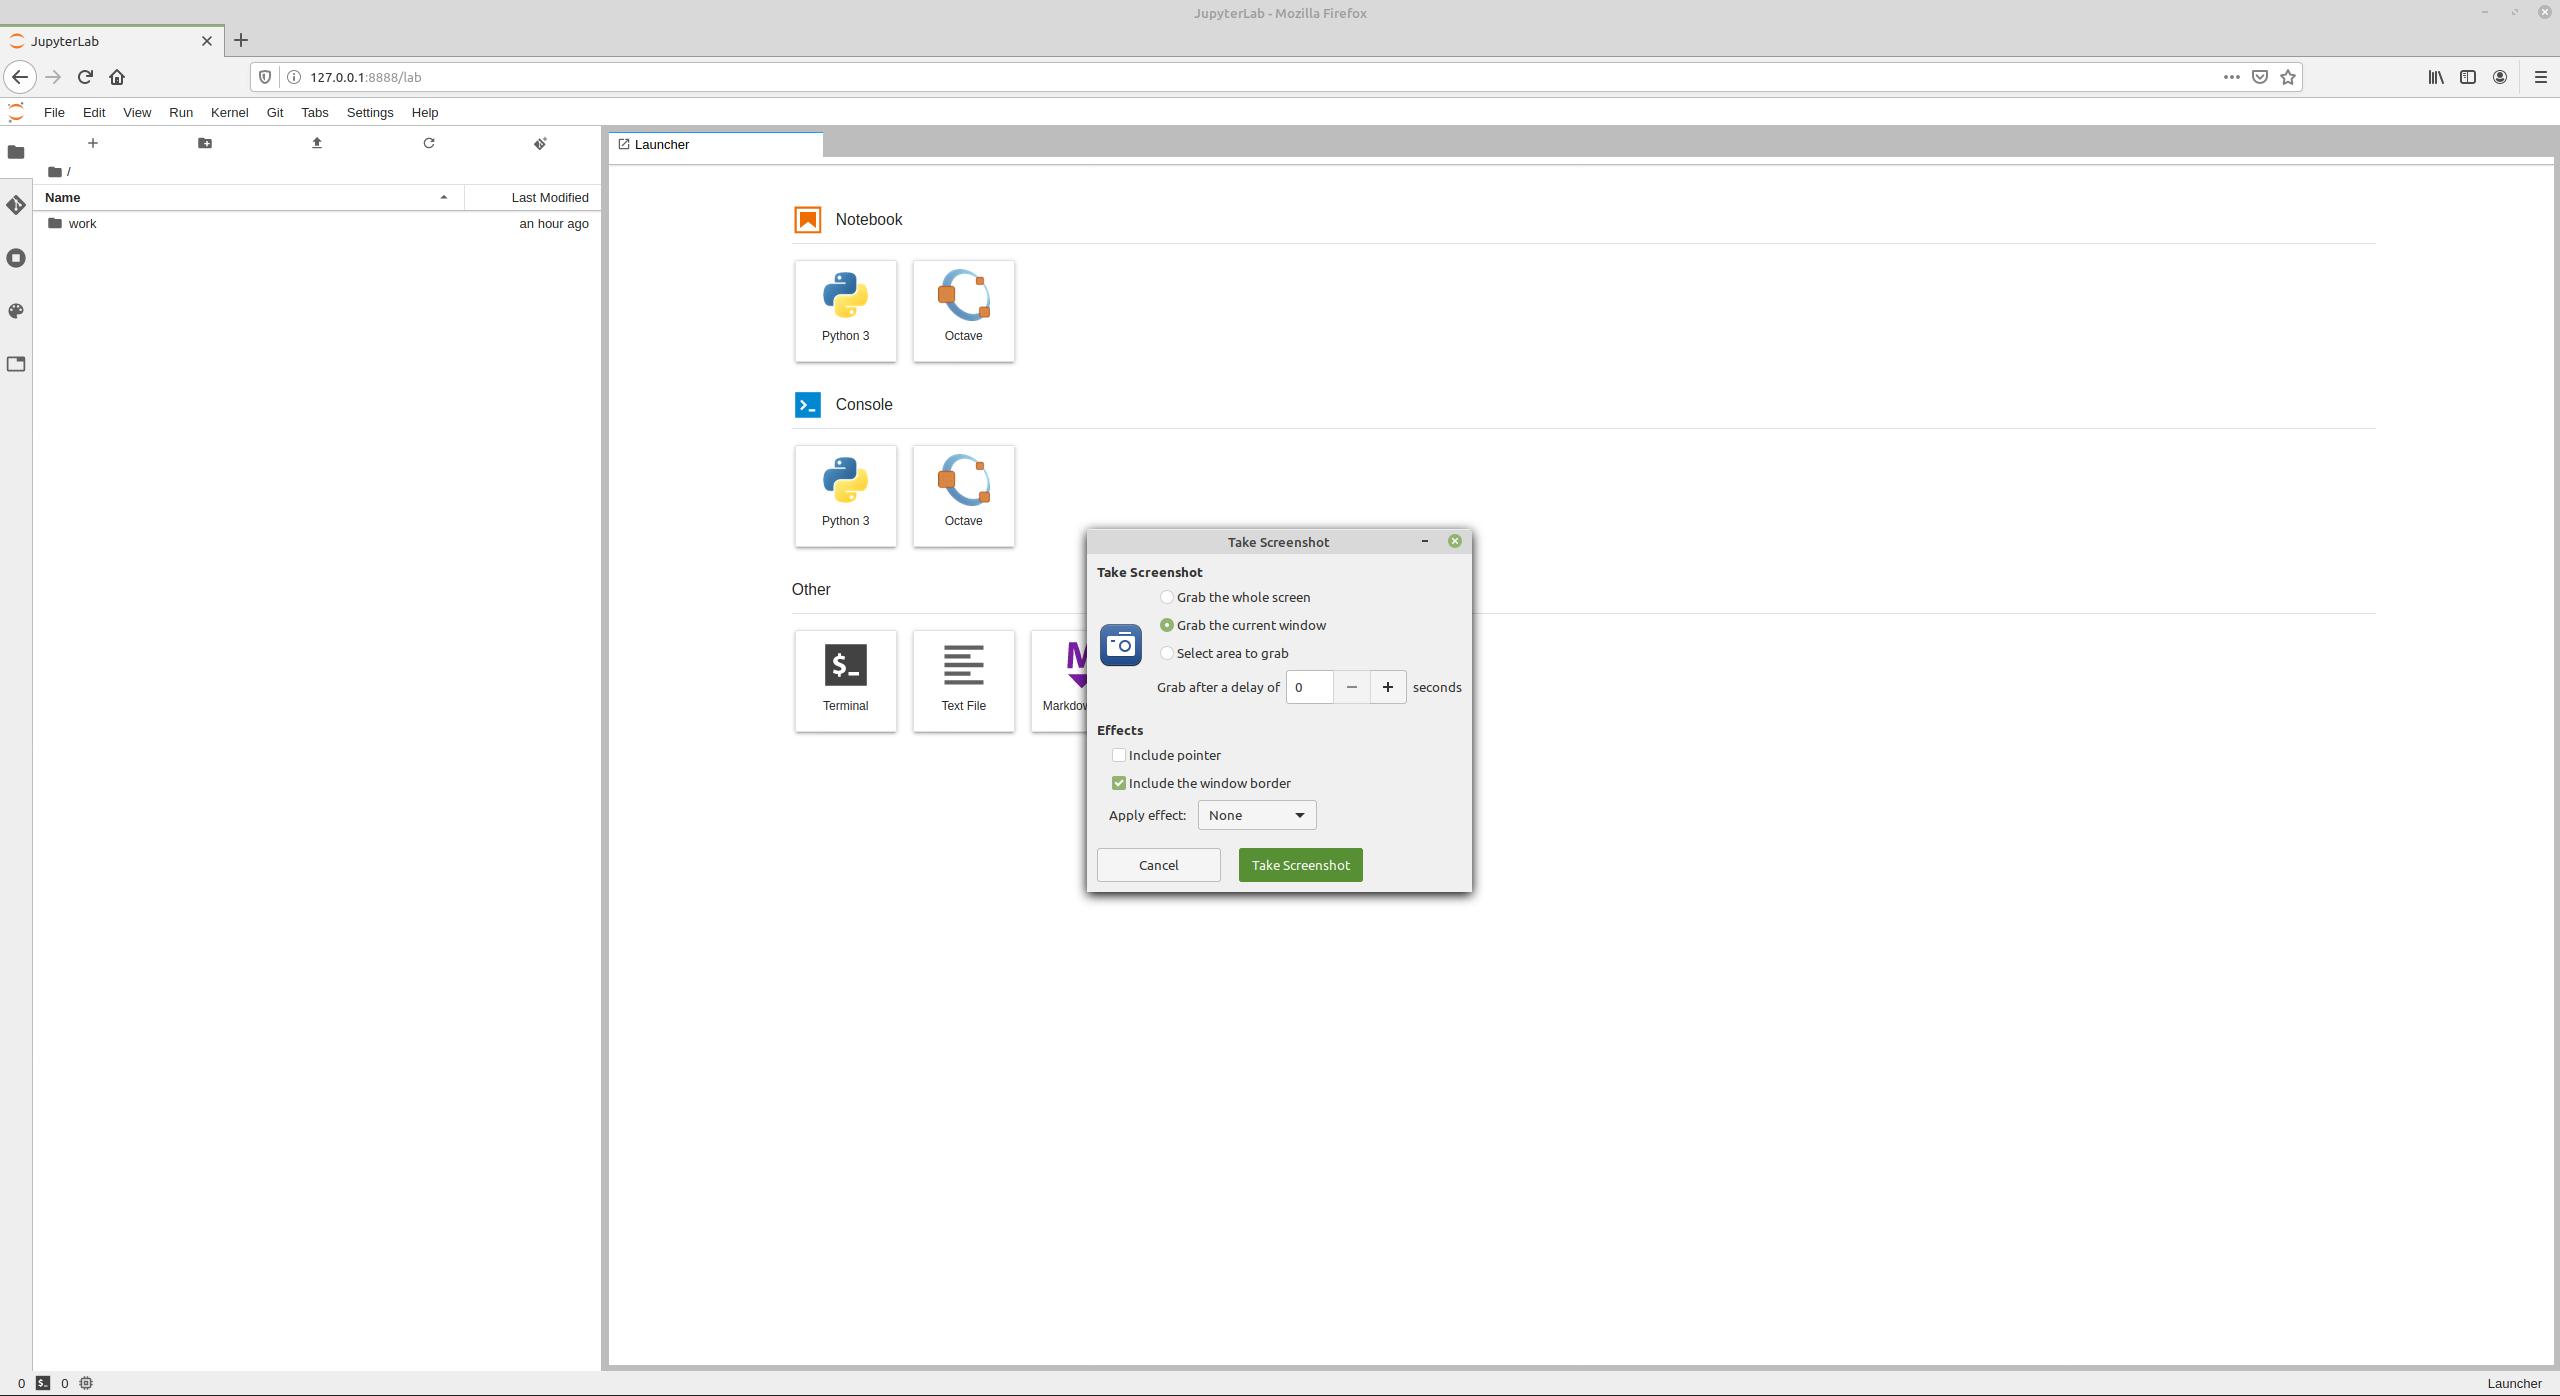 JupyterLab - Mozilla Firefox
JupyterLab
127.0.0.1:8888/lab
File Edit View Run Kernel Git Tabs Settings Help
Launcher
/
Name Last Modified
work an hour ago
Notebook
Python 3 Octave
Console
Python 3 Octave
Other
$_
Terminal Text File
Take Screenshot
Take Screenshot
Grab the whole screen
Grab the current window
Select area to grab
Grab after a delay of 0 seconds
Effects
Include pointer
Include the window border
Apply effect: None
Cancel Take Screenshot
0 $_ 0 Launcher